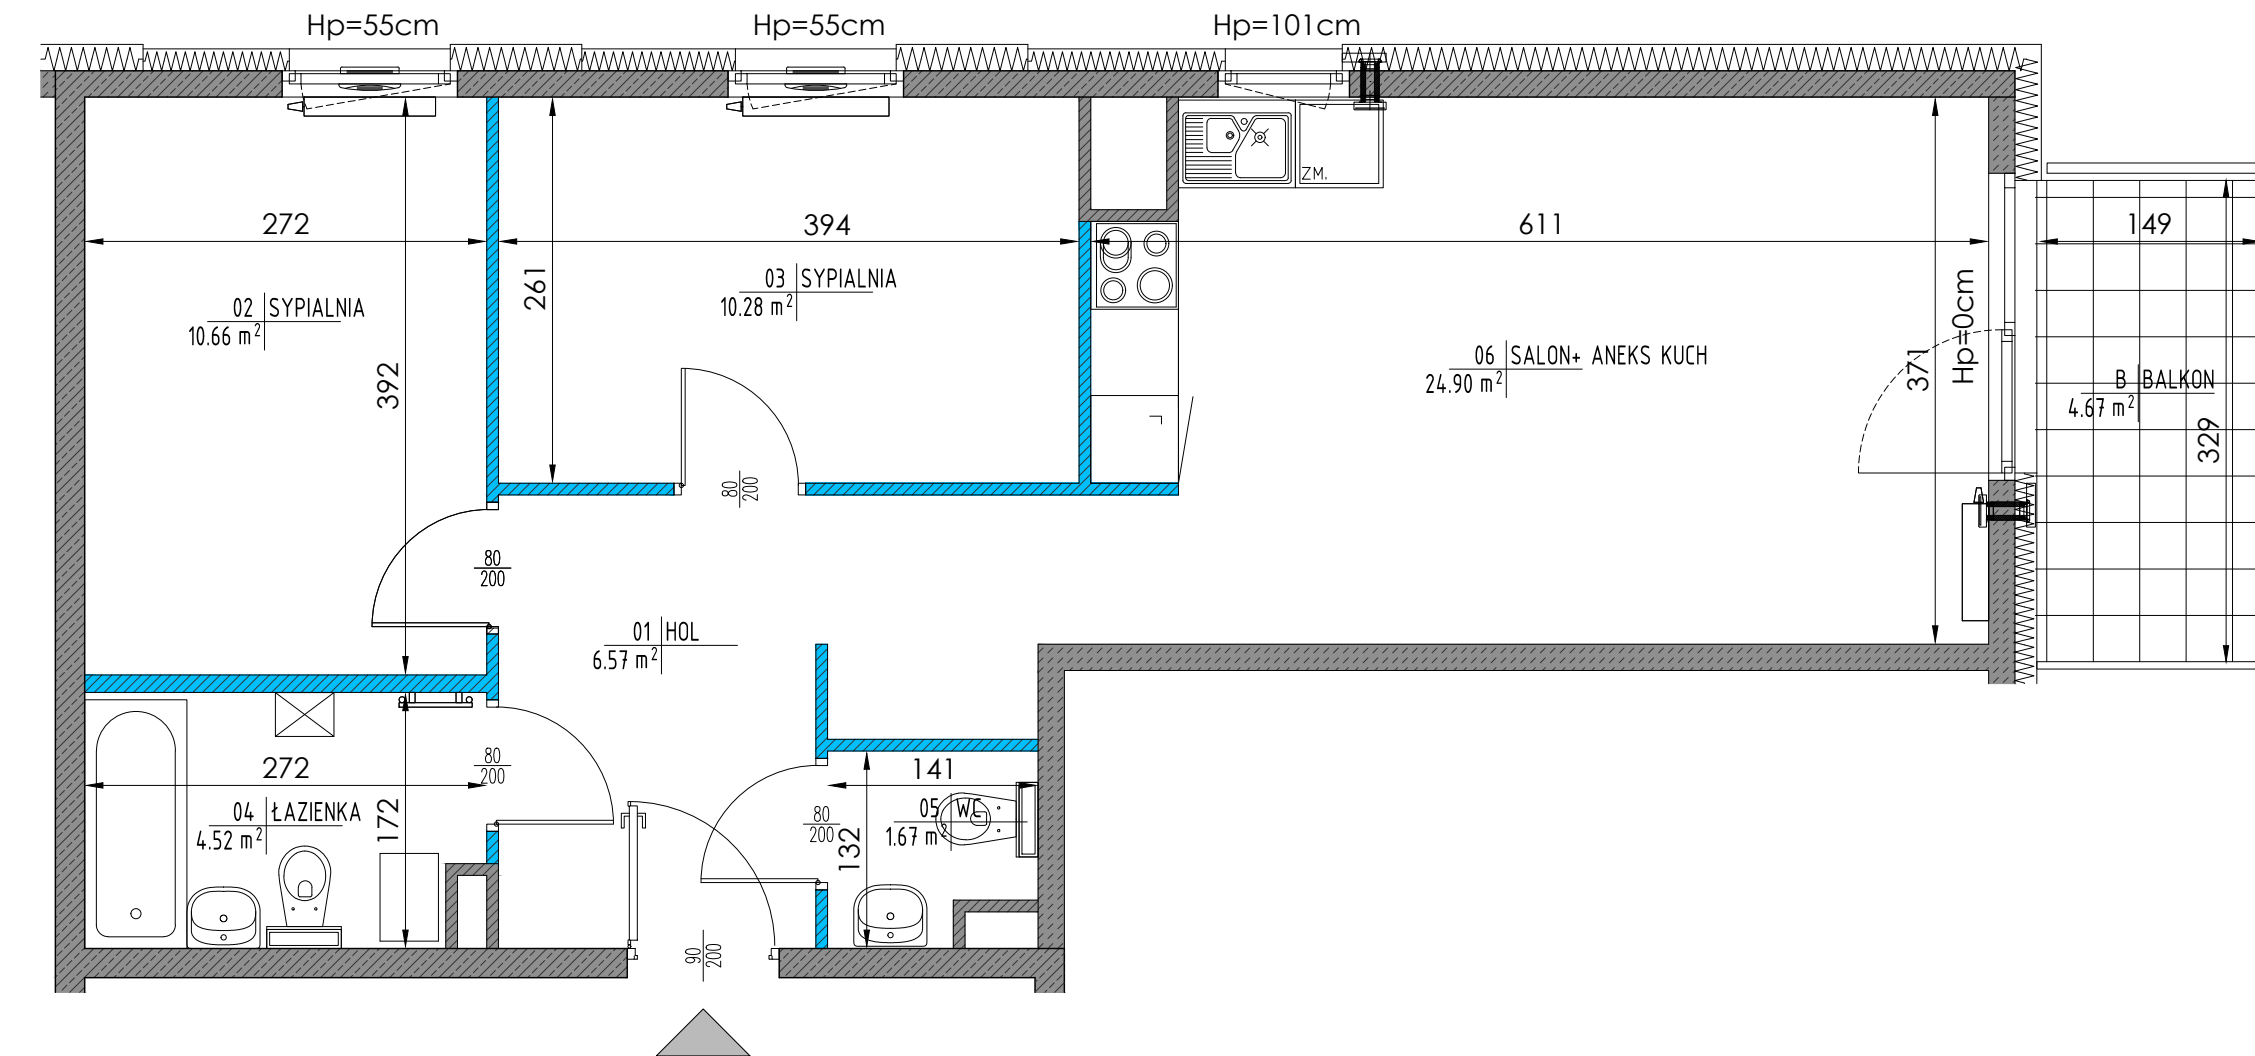 Hp=55cm
Hp=55cm
Hp=101cm
ZM.
272
394
611
149
261
02 SYPIALNIA
10.66 m²
03 SYPIALNIA
10.28 m²
392
06 SALON+ ANEKS KUCH
24.90 m²
371
Hp=0cm
B BALKON
4.67 m²
329
80
200
80
200
01 HOL
6.57 m²
80
200
272
04 ŁAZIENKA
4.52 m²
172
141
05 WC
1.67 m²
80
200
132
90
200